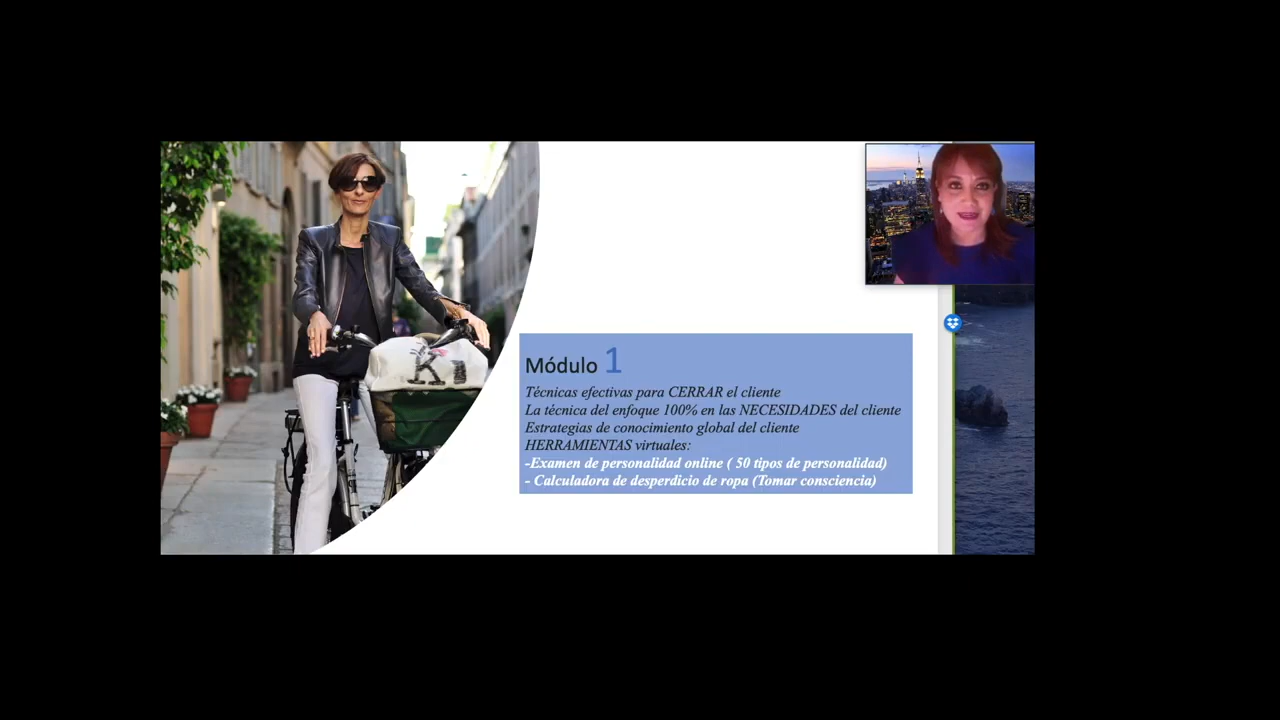 Módulo 1
Técnicas efectivas para CERRAR el cliente
La técnica del enfoque 100% en las NECESIDADES del cliente
Estrategias de conocimiento global del cliente
HERRAMIENTAS virtuales:
-Examen de personalidad online ( 50 tipos de personalidad)
- Calculadora de desperdicio de ropa (Tomar consciencia)